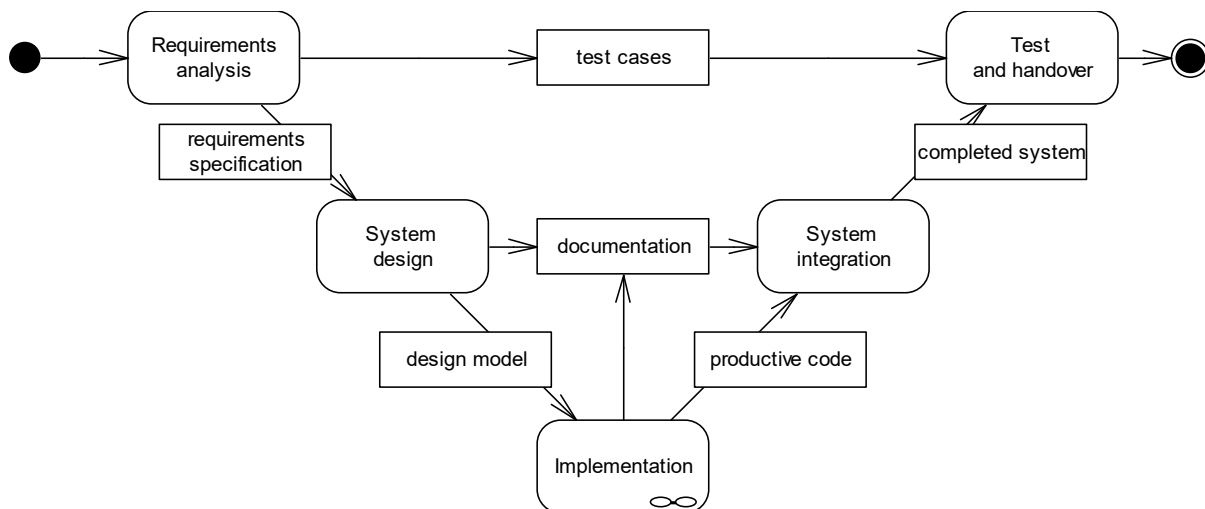 Requirements
analysis
test cases
Test
and handover
requirements
specification
completed system
System
design
documentation
System
integration
design model
productive code
Implementation